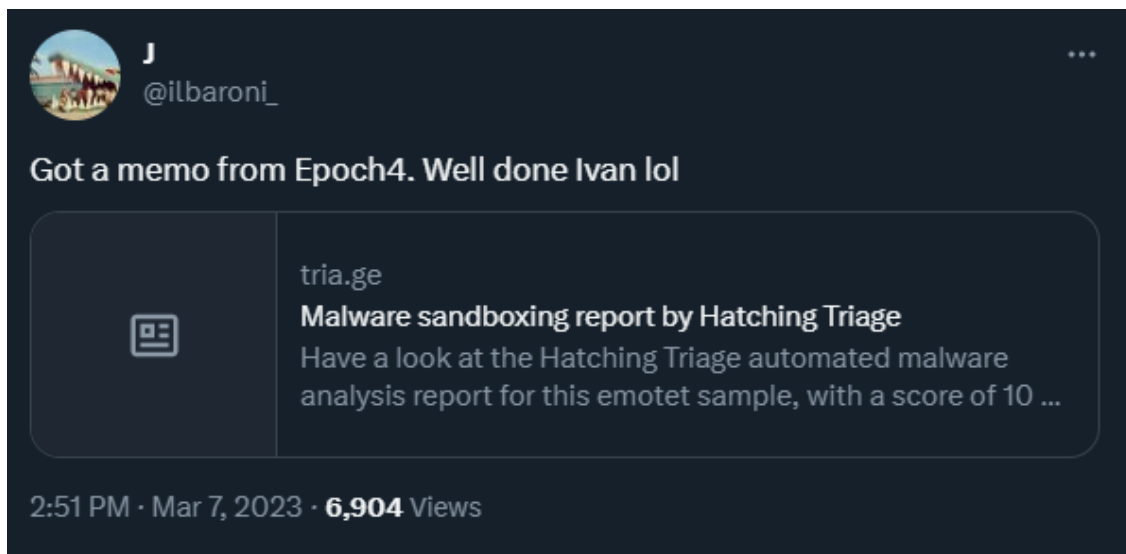 J
@ilbaroni_
Got a memo from Epoch4. Well done Ivan lol
tria.ge
Malware sandboxing report by Hatching Triage
Have a look at the Hatching Triage automated malware
analysis report for this emotet sample, with a score of 10 ...
2:51 PM · Mar 7, 2023 · 6,904 Views